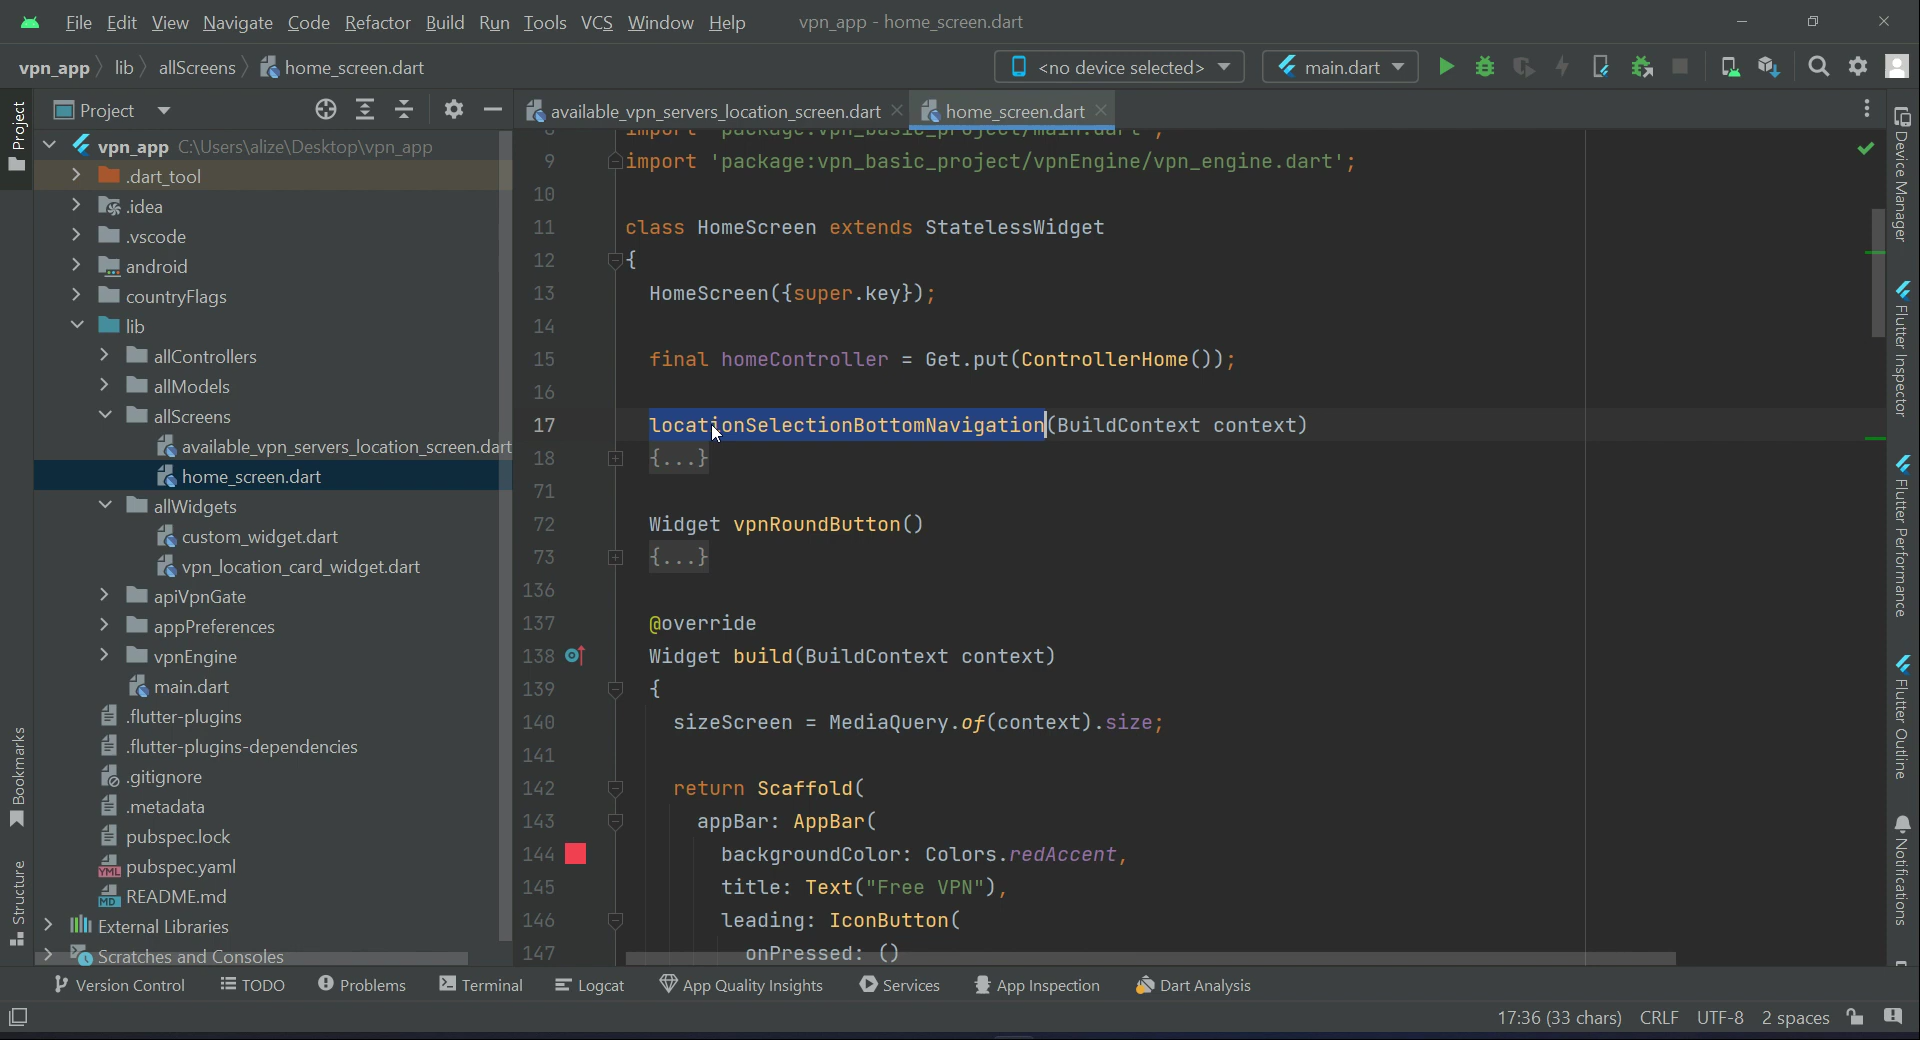 File Edit View Navigate Code Refactor Build Run Tools VCS Window Help vpn_app - home_screen.dart
vpn_app lib allScreens home_screen.dart <no device selected> main.dart
Project
available_vpn_servers_location_screen.dart home_screen.dart
vpn_app C:\Users\alize\Desktop\vpn_app
.dart_tool
.idea
.vscode
android
countryFlags
lib
allControllers
allModels
allScreens
available_vpn_servers_location_screen.dart
home_screen.dart
allWidgets
custom_widget.dart
vpn_location_card_widget.dart
apiVpnGate
appPreferences
vpnEngine
main.dart
.flutter-plugins
.flutter-plugins-dependencies
.gitignore
.metadata
pubspec.lock
pubspec.yaml
README.md
External Libraries
Scratches and Consoles
8 import 'package:vpn_basic_project/main.dart';
9 import 'package:vpn_basic_project/vpnEngine/vpn_engine.dart';
10
11 class HomeScreen extends StatelessWidget
12 {
13 HomeScreen({super.key});
14
15 final homeController = Get.put(ControllerHome());
16
17 locationSelectionBottomNavigation(BuildContext context)
18 {...}
71
72 Widget vpnRoundButton()
73 {...}
136
137 @override
138 Widget build(BuildContext context)
139 {
140 sizeScreen = MediaQuery.of(context).size;
141
142 return Scaffold(
143 appBar: AppBar(
144 backgroundColor: Colors.redAccent,
145 title: Text("Free VPN"),
146 leading: IconButton(
147 onPressed: ()
Project
Bookmarks
Structure
Device Manager
Flutter Inspector
Flutter Performance
Flutter Outline
Notifications
Version Control TODO Problems Terminal Logcat App Quality Insights Services App Inspection Dart Analysis
17:36 (33 chars) CRLF UTF-8 2 spaces